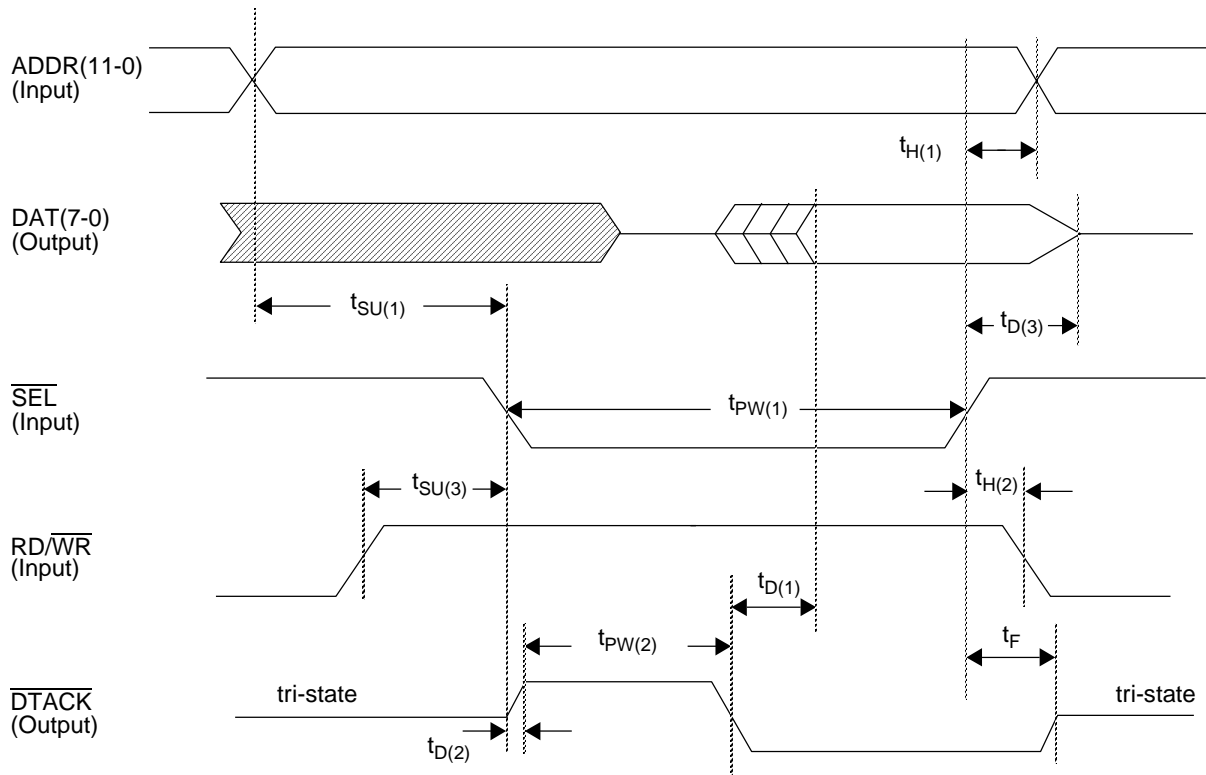 ADDR(11-0)
(Input)
tH(1)
DAT(7-0)
(Output)
tSU(1)
tD(3)
SEL
(Input)
tPW(1)
tSU(3)
tH(2)
RD/WR
(Input)
tD(1)
tPW(2)
tF
DTACK
(Output)
tri-state
tri-state
tD(2)